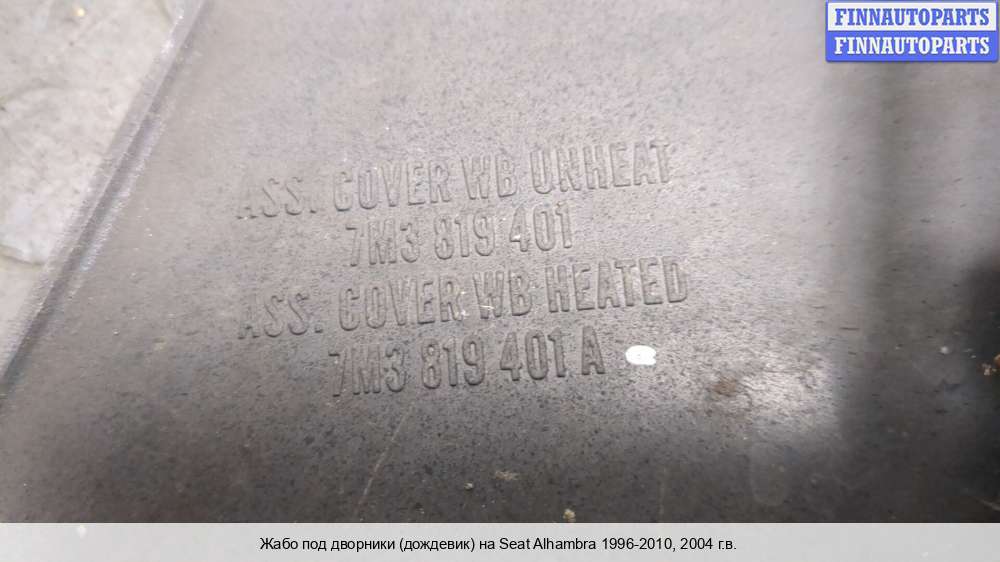 FINNAUTOPARTS
FINNAUTOPARTS
ASS. COVER WB UNHEAT
7M3 819 401
ASS. COVER WB HEATED
7M3 819 401 A
Жабо под дворники (дождевик) на Seat Alhambra 1996-2010, 2004 г.в.